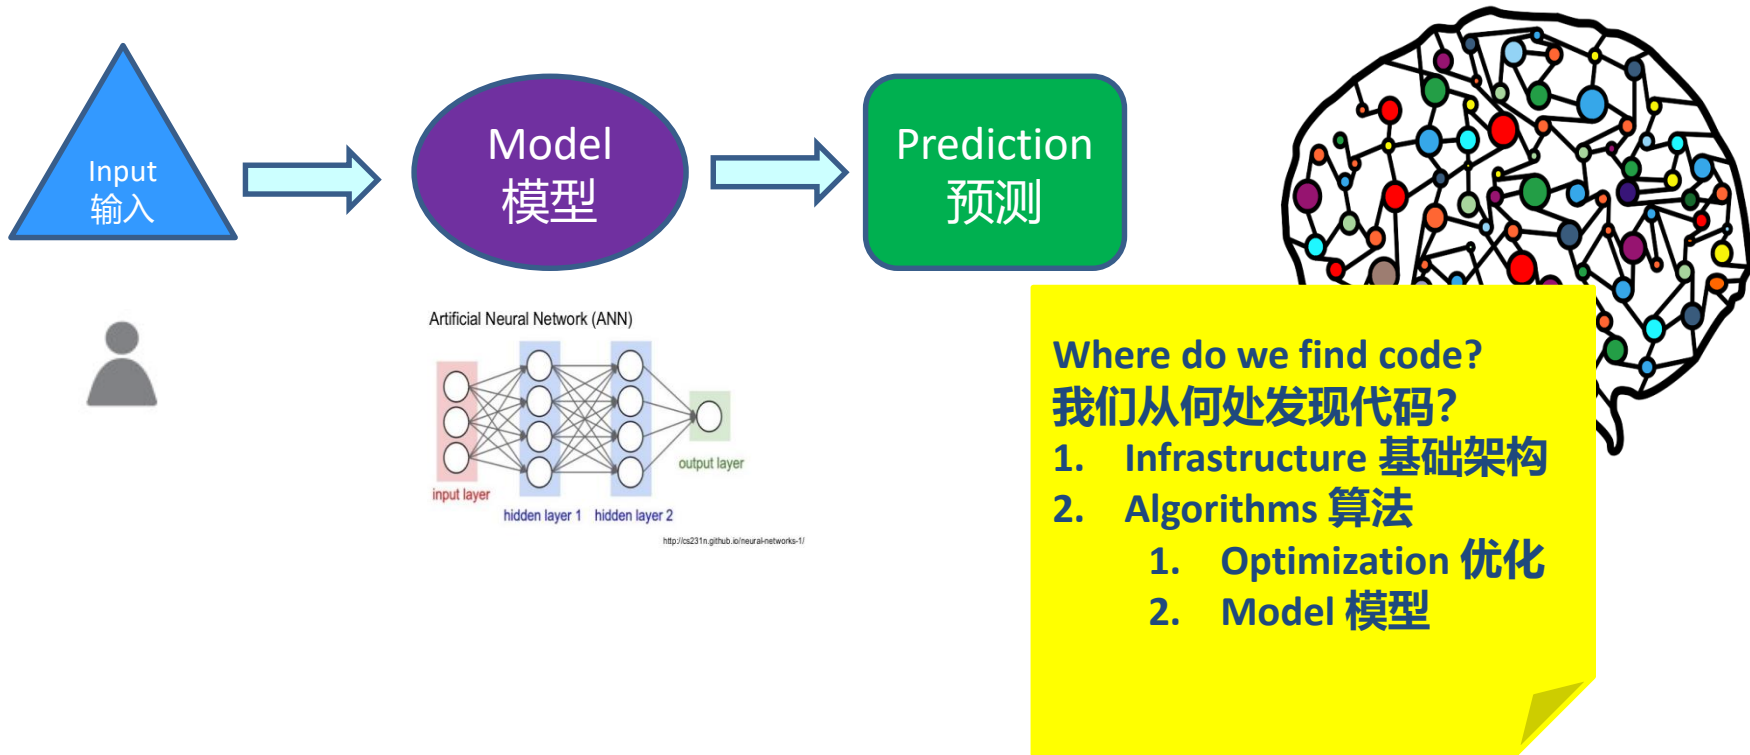 Input
输入
Model
模型
Prediction
预测
Artificial Neural Network (ANN)
input layer
hidden layer 1
hidden layer 2
output layer
http://cs231n.github.io/neural-networks-1/
Where do we find code?
我们从何处发现代码?
1. Infrastructure 基础架构
2. Algorithms 算法
1. Optimization 优化
2. Model 模型